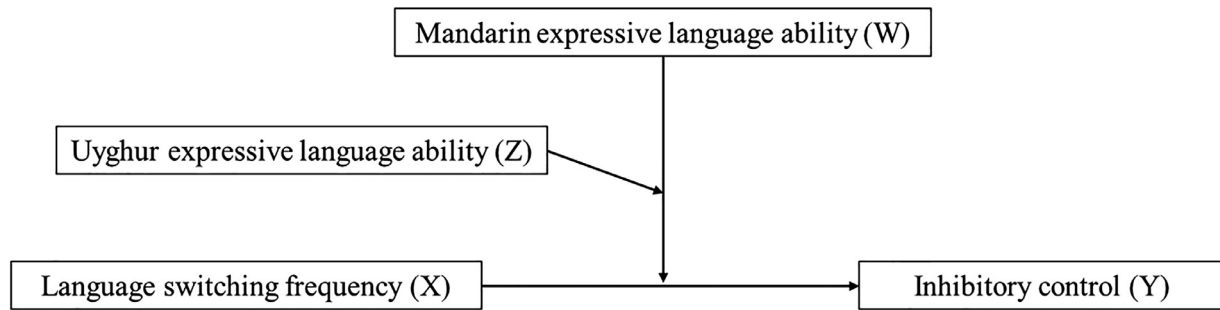 Mandarin expressive language ability (W)
Uyghur expressive language ability (Z)
Language switching frequency (X)
Inhibitory control (Y)